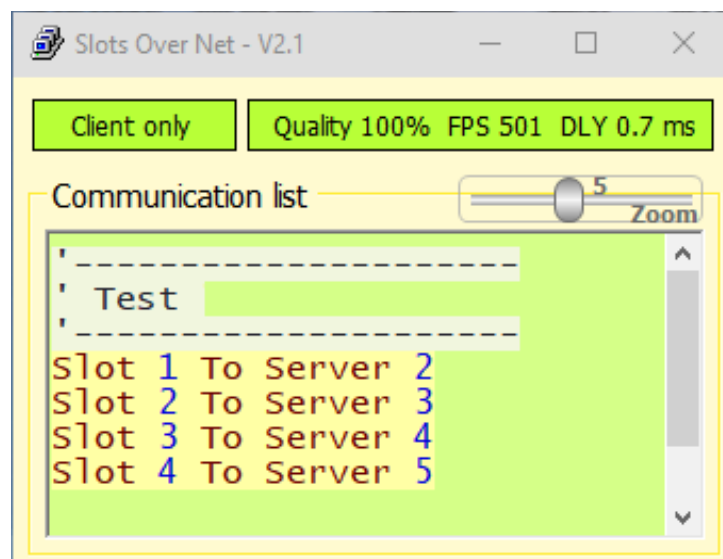 Slots Over Net - V2.1
Client only
Quality 100% FPS 501 DLY 0.7 ms
Communication list
5
Zoom
'---------------------
' Test
'---------------------
Slot 1 To Server 2
Slot 2 To Server 3
Slot 3 To Server 4
Slot 4 To Server 5